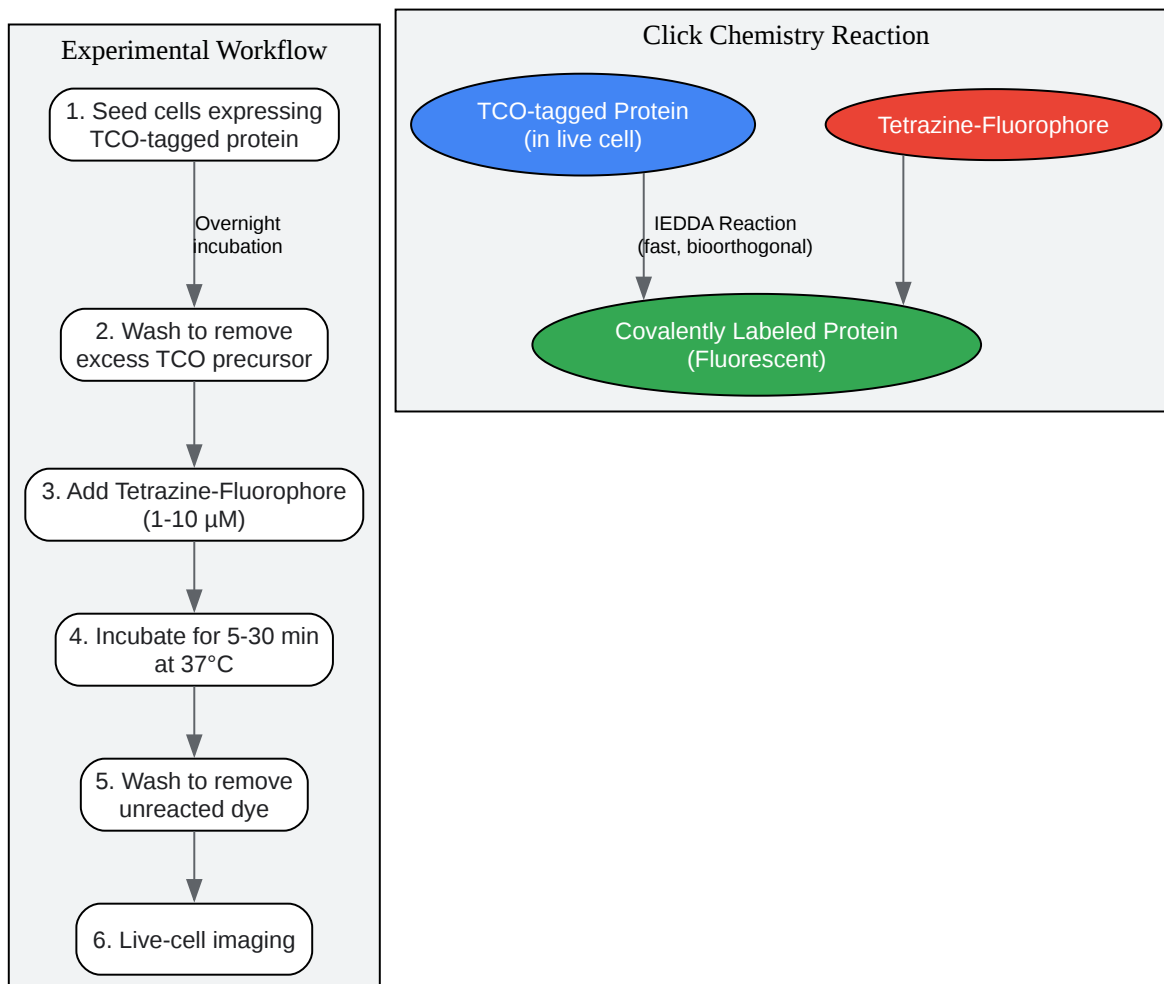 Experimental Workflow
1. Seed cells expressing
TCO-tagged protein
Overnight
incubation
2. Wash to remove
excess TCO precursor
3. Add Tetrazine-Fluorophore
(1-10 µM)
4. Incubate for 5-30 min
at 37°C
5. Wash to remove
unreacted dye
6. Live-cell imaging
Click Chemistry Reaction
TCO-tagged Protein
(in live cell)
Tetrazine-Fluorophore
IEDDA Reaction
(fast, bioorthogonal)
Covalently Labeled Protein
(Fluorescent)